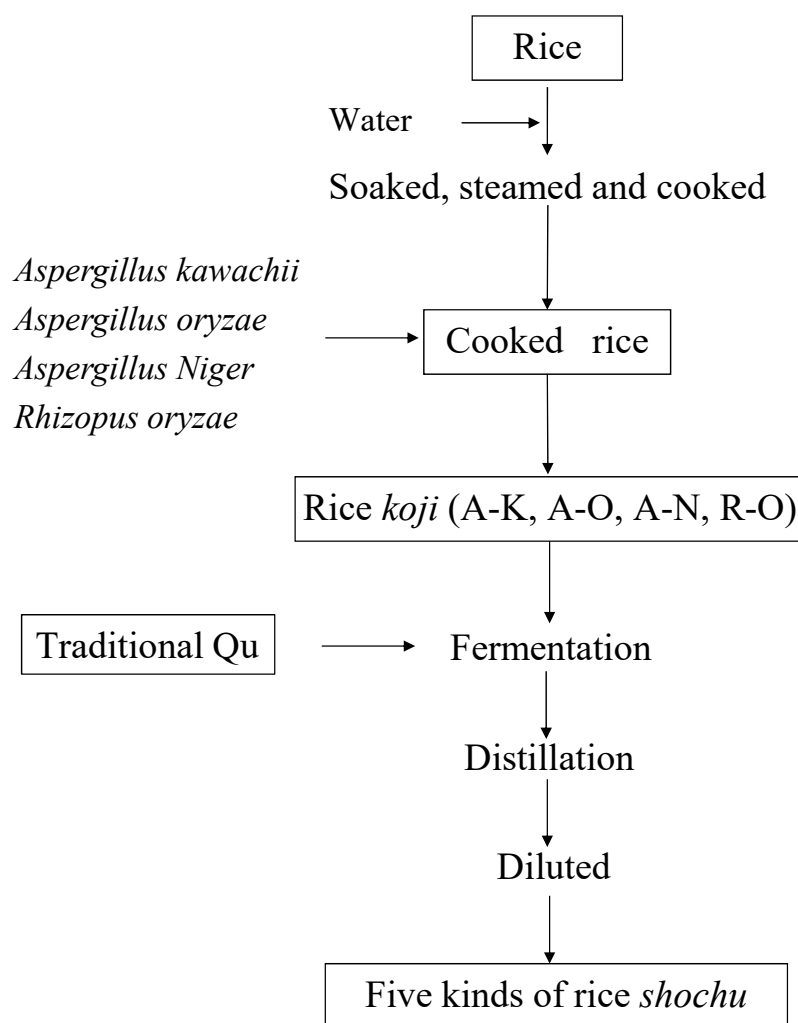 Rice
Water
Soaked, steamed and cooked
Aspergillus kawachii
Aspergillus oryzae
Aspergillus Niger
Rhizopus oryzae
Cooked rice
Rice koji (A-K, A-O, A-N, R-O)
Traditional Qu
Fermentation
Distillation
Diluted
Five kinds of rice shochu